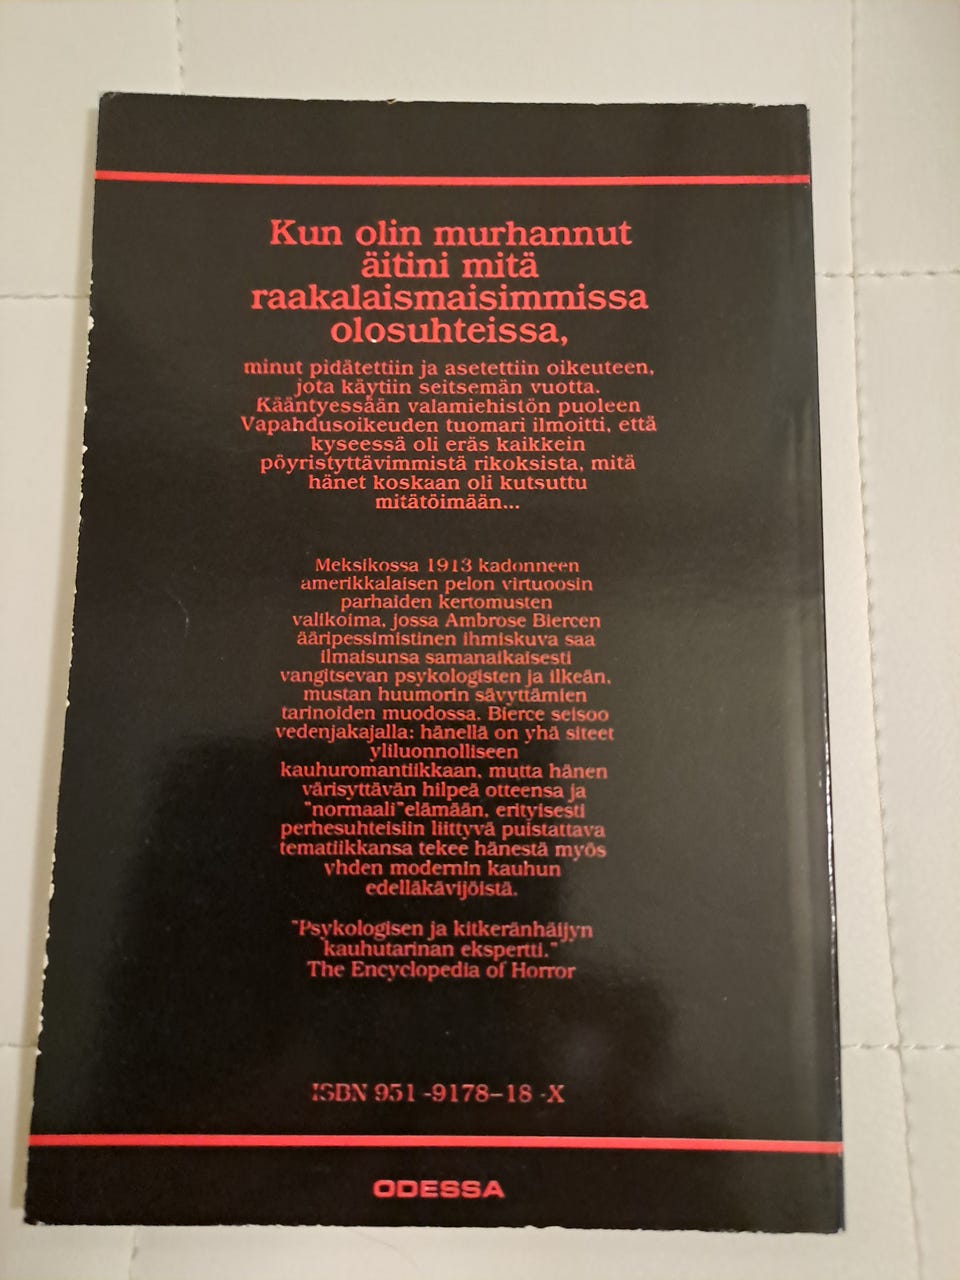 Kun olin murhannut
äitini mitä
raakalaismaisimmissa
olosuhteissa,
minut pidätettiin ja asetettiin oikeuteen,
jota käytiin seitsemän vuotta.
Kääntyessään valamiehistön puoleen
Vapahdusoikeuden tuomari ilmoitti, että
kyseessä oli eräs kaikkein
pöyristyttävimmistä rikoksista, mitä
hänet koskaan oli kutsuttu
mitätöimään...
Meksikossa 1913 kadonneen
amerikkalaisen pelon virtuoosin
parhaiden kertomusten
valikoima, jossa Ambrose Biercen
ääripessimistinen ihmiskuva saa
ilmaisunsa samanaikaisesti
vangitsevan psykologisten ja ilkeän,
mustan huumorin sävyttämien
tarinoiden muodossa. Bierce seisoo
vedenjakajalla: hänellä on yhä siteet
yliluonnolliseen
kauhuromantiikkaan, mutta hänen
värisyttävän hilpeä otteensa ja
"normaali"elämään, erityisesti
perhesuhteisiin liittyvä puistattava
tematiikkansa tekee hänestä myös
yhden modernin kauhun
edelläkävijöistä.
"Psykologisen ja kitkeränhäijyn
kauhutarinan ekspertti."
The Encyclopedia of Horror
ISBN 951 -9178-18 -X
ODESSA